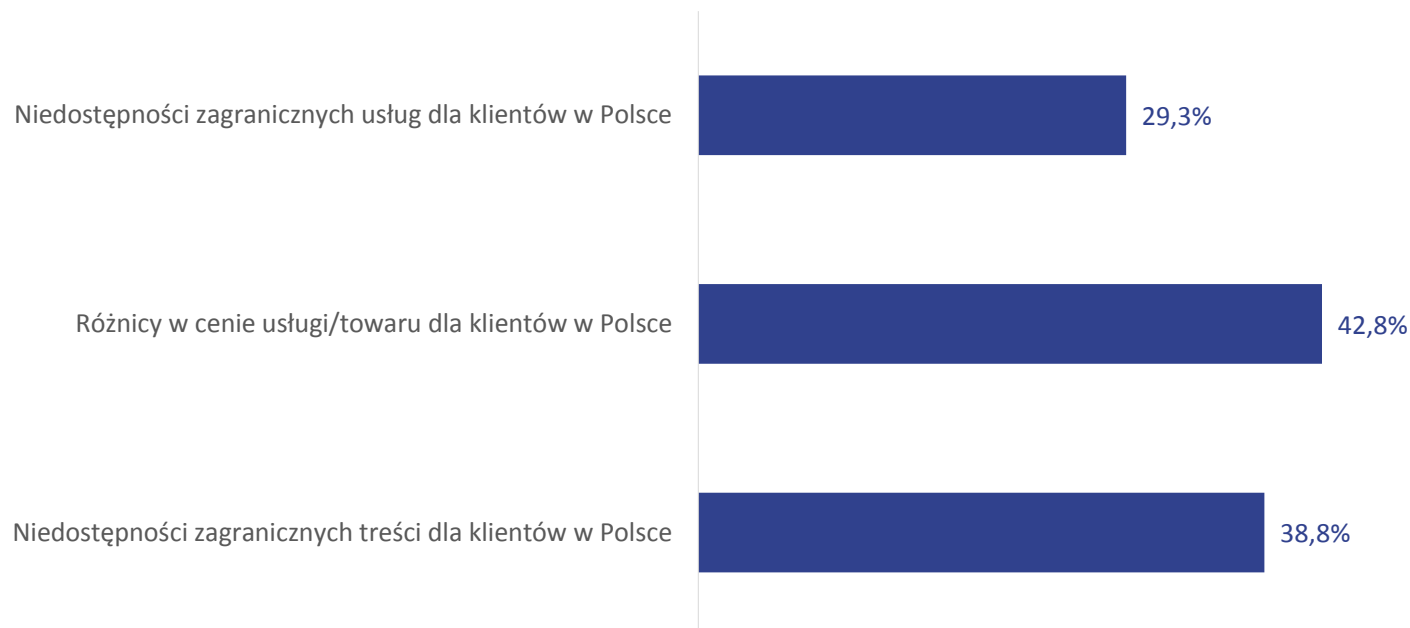 Niedostępności zagranicznych usług dla klientów w Polsce
29,3%
Różnicy w cenie usługi/towaru dla klientów w Polsce
42,8%
Niedostępności zagranicznych treści dla klientów w Polsce
38,8%